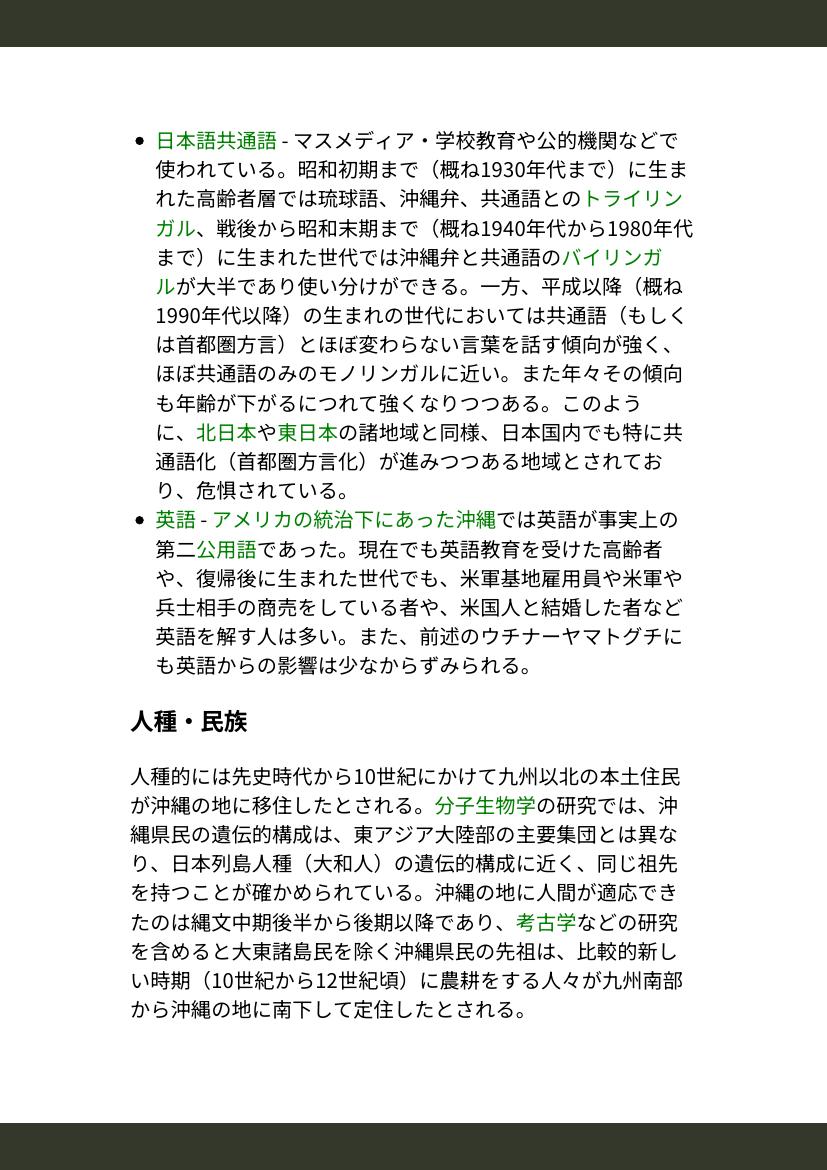 • 日本語共通語 - マスメディア・学校教育や公的機関などで
使われている。昭和初期まで（概ね1930年代まで）に生ま
れた高齢者層では琉球語、沖縄弁、共通語とのトライリン
ガル、戦後から昭和末期まで（概ね1940年代から1980年代
まで）に生まれた世代では沖縄弁と共通語のバイリンガ
ルが大半であり使い分けができる。一方、平成以降（概ね
1990年代以降）の生まれの世代においては共通語（もしく
は首都圏方言）とほぼ変わらない言葉を話す傾向が強く、
ほぼ共通語のみのモノリンガルに近い。また年々その傾向
も年齢が下がるにつれて強くなりつつある。このよう
に、北日本や東日本の諸地域と同様、日本国内でも特に共
通語化（首都圏方言化）が進みつつある地域とされてお
り、危惧されている。
• 英語 - アメリカの統治下にあった沖縄では英語が事実上の
第二公用語であった。現在でも英語教育を受けた高齢者
や、復帰後に生まれた世代でも、米軍基地雇用員や米軍や
兵士相手の商売をしている者や、米国人と結婚した者など
英語を解す人は多い。また、前述のウチナーヤマトグチに
も英語からの影響は少なからずみられる。
人種・民族
人種的には先史時代から10世紀にかけて九州以北の本土住民
が沖縄の地に移住したとされる。分子生物学の研究では、沖
縄県民の遺伝的構成は、東アジア大陸部の主要集団とは異な
り、日本列島人種（大和人）の遺伝的構成に近く、同じ祖先
を持つことが確かめられている。沖縄の地に人間が適応でき
たのは縄文中期後半から後期以降であり、考古学などの研究
を含めると大東諸島民を除く沖縄県民の先祖は、比較的新し
い時期（10世紀から12世紀頃）に農耕をする人々が九州南部
から沖縄の地に南下して定住したとされる。